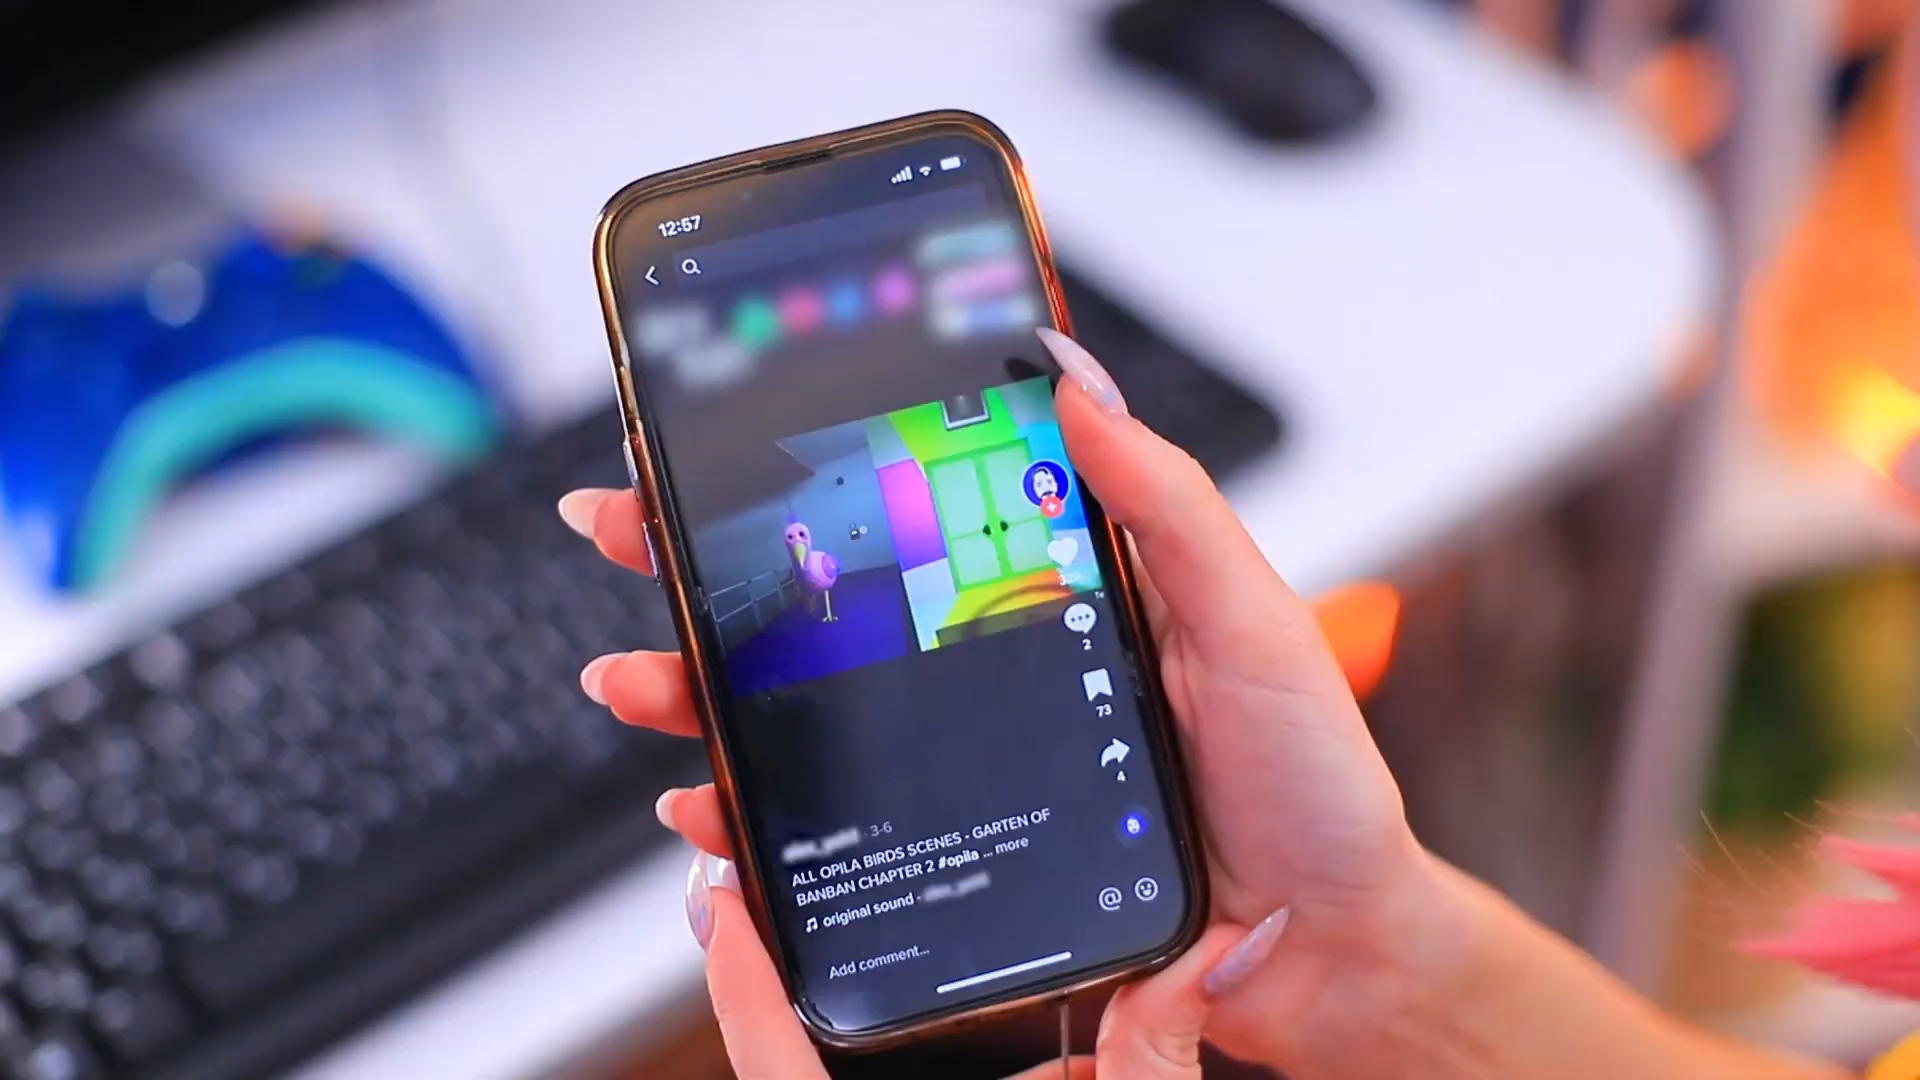 12:57
2
73
4
· 3-6
ALL OPILA BIRDS SCENES - GARTEN OF
BANBAN CHAPTER 2 #opila ... more
original sound -
Add comment...